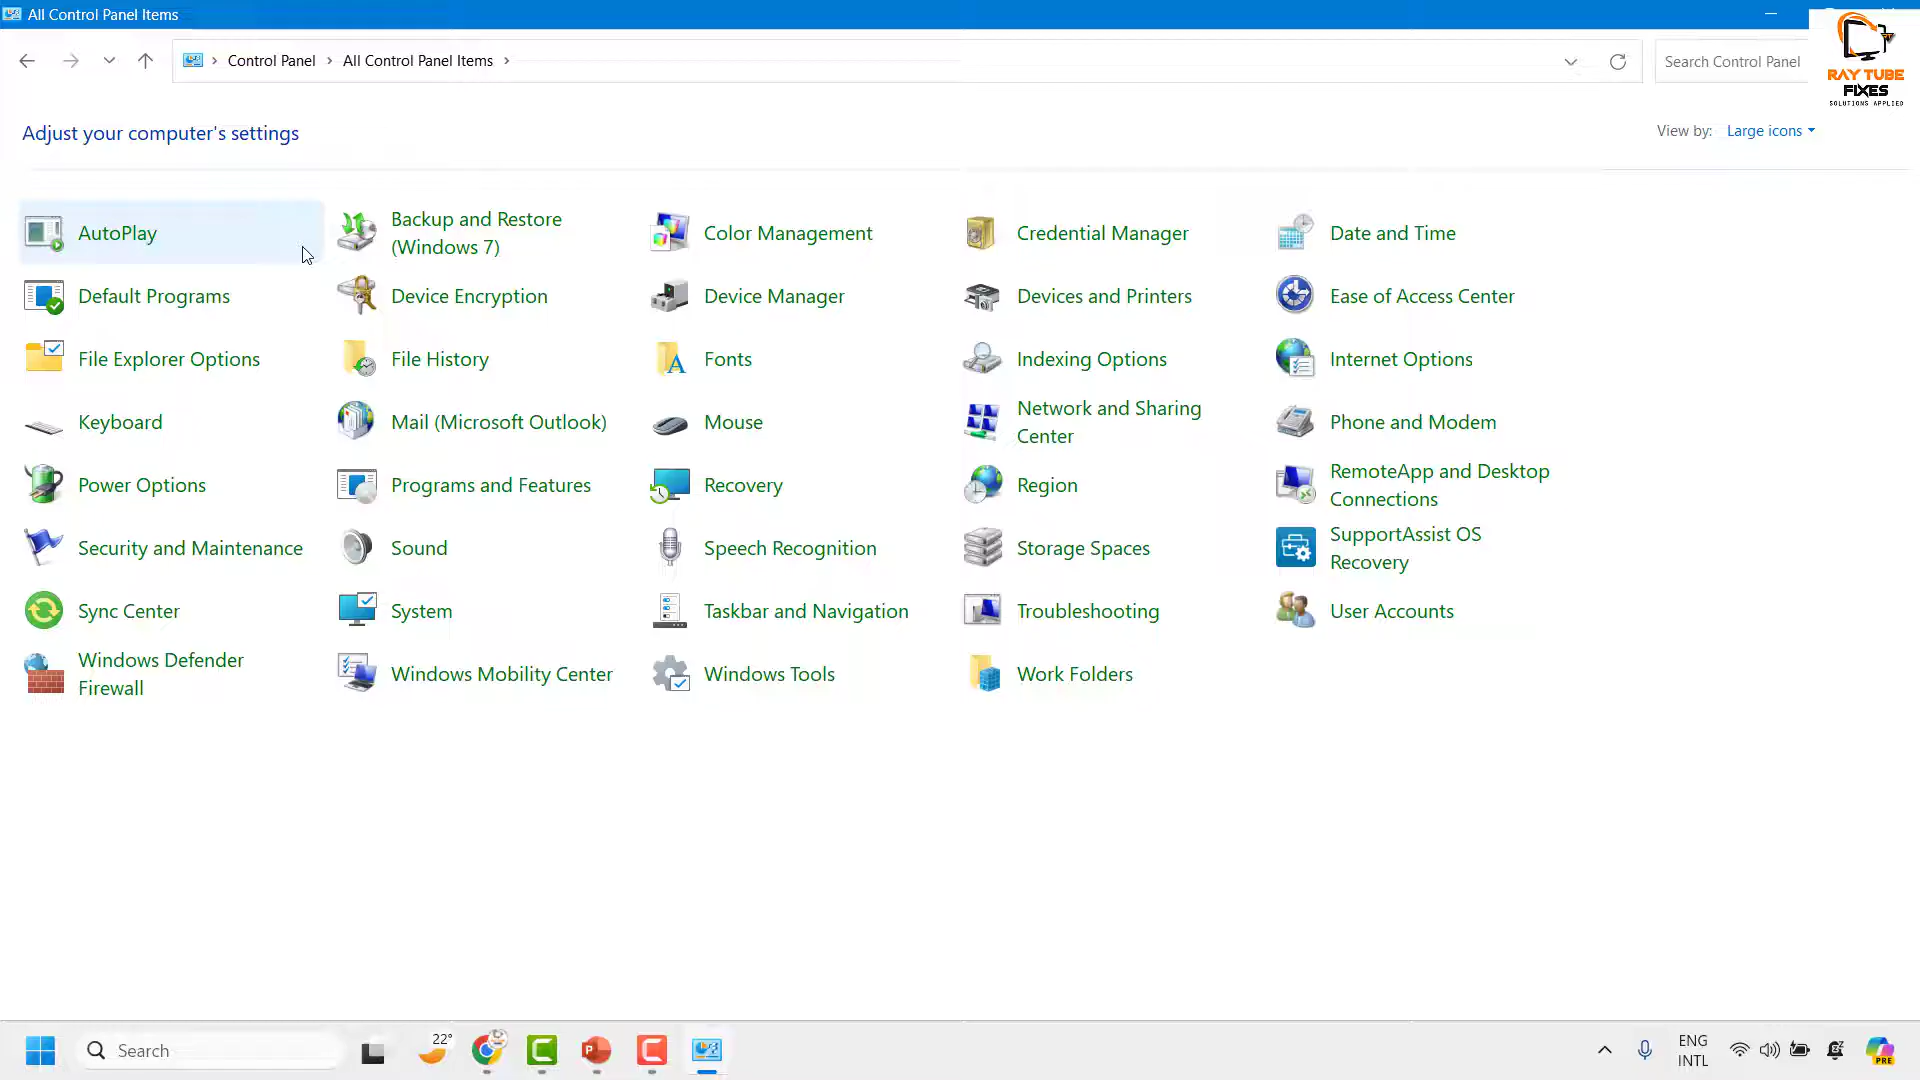 All Control Panel Items
Control Panel
All Control Panel Items
Search Control Panel
RAY TUBE
FIXES
SOLUTIONS APPLIED
Adjust your computer's settings
View by: Large icons
AutoPlay
Backup and Restore
(Windows 7)
Color Management
Credential Manager
Date and Time
Default Programs
Device Encryption
Device Manager
Devices and Printers
Ease of Access Center
File Explorer Options
File History
Fonts
Indexing Options
Internet Options
Keyboard
Mail (Microsoft Outlook)
Mouse
Network and Sharing
Center
Phone and Modem
Power Options
Programs and Features
Recovery
Region
RemoteApp and Desktop
Connections
Security and Maintenance
Sound
Speech Recognition
Storage Spaces
SupportAssist OS
Recovery
Sync Center
System
Taskbar and Navigation
Troubleshooting
User Accounts
Windows Defender
Firewall
Windows Mobility Center
Windows Tools
Work Folders
Search
22°
ENG
INTL
PRE